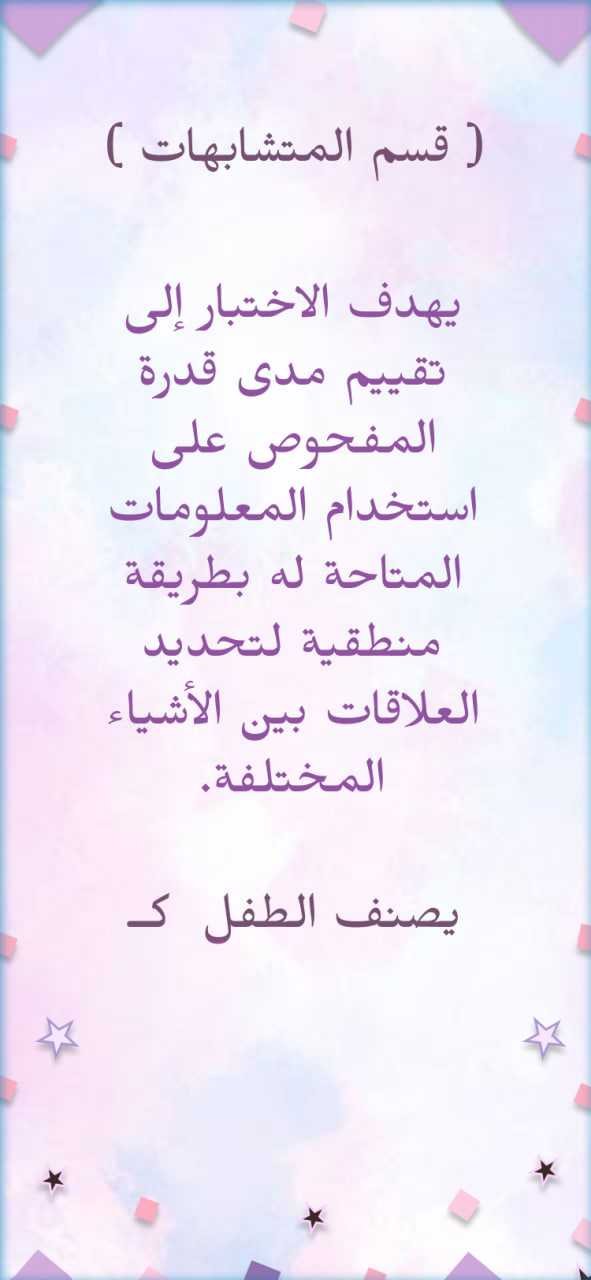 ( قسم المتشابهات )
يهدف الاختبار إلى
تقييم مدى قدرة
المفحوص على
استخدام المعلومات
المتاحة له بطريقة
منطقية لتحديد
العلاقات بين الأشياء
المختلفة.
يصنف الطفل كـ